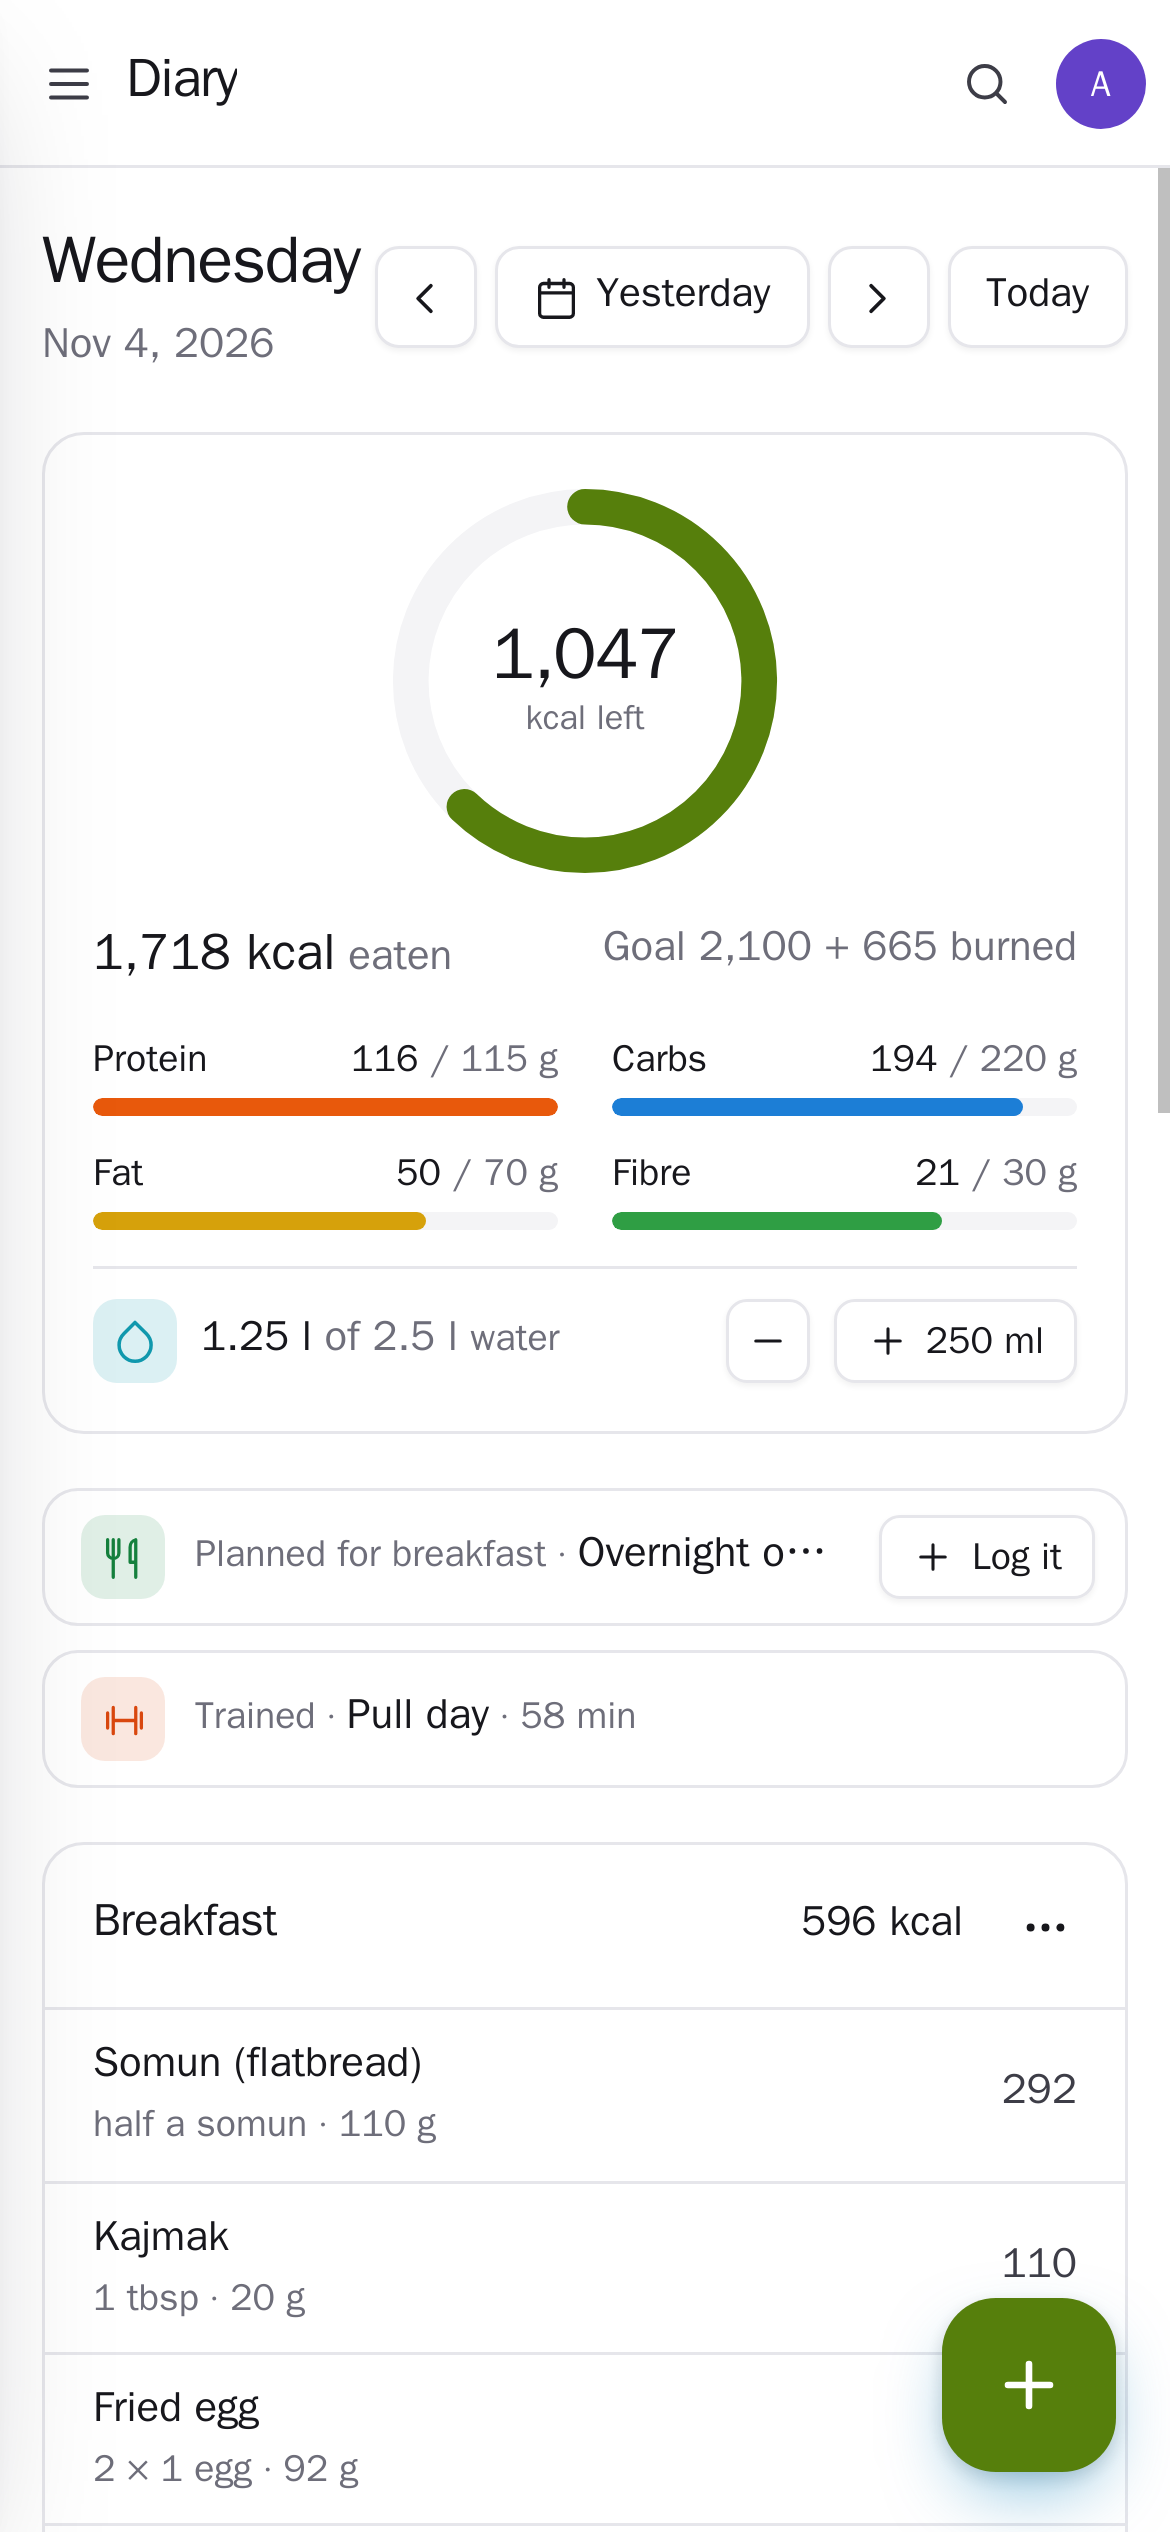 Diary
A
Wednesday
Nov 4, 2026
Yesterday
Today
1,047
kcal left
1,718 kcal eaten
Goal 2,100 + 665 burned
Protein 116 / 115 g
Carbs 194 / 220 g
Fat 50 / 70 g
Fibre 21 / 30 g
1.25 l of 2.5 l water
250 ml
Planned for breakfast · Overnight o…
Log it
Trained · Pull day · 58 min
Breakfast 596 kcal
Somun (flatbread)
292
half a somun · 110 g
Kajmak
110
1 tbsp · 20 g
Fried egg
2 × 1 egg · 92 g